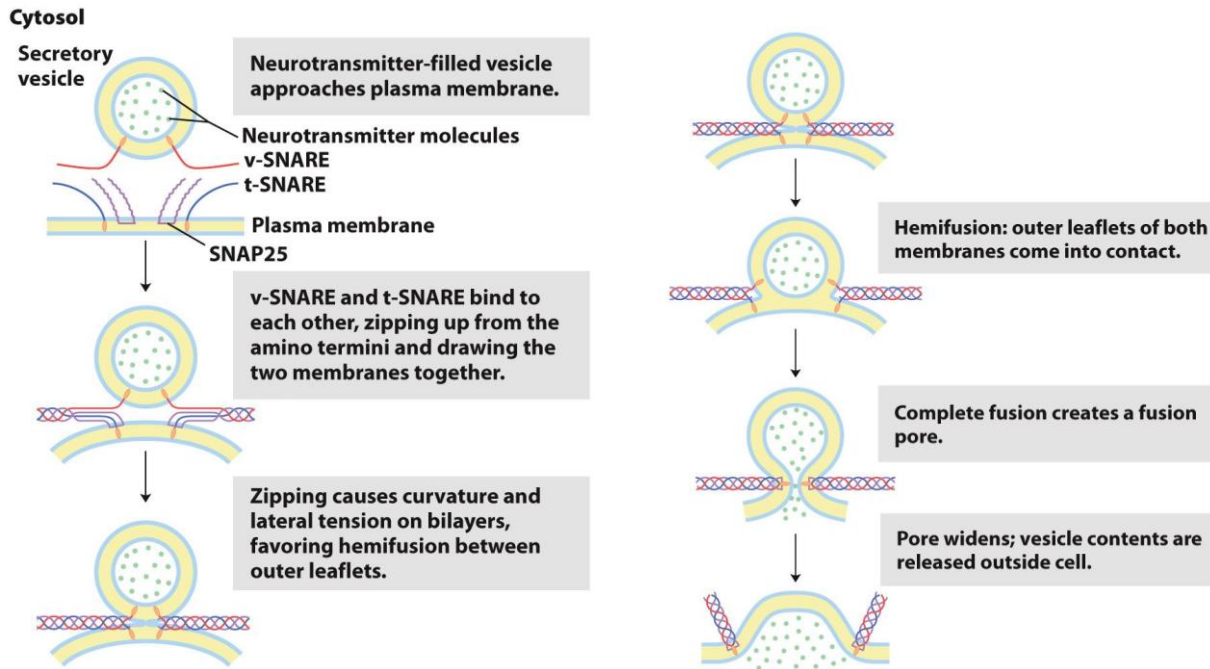 Cytosol
Secretory
vesicle
Neurotransmitter-filled vesicle
approaches plasma membrane.
Neurotransmitter molecules
v-SNARE
t-SNARE
Plasma membrane
SNAP25
v-SNARE and t-SNARE bind to
each other, zipping up from the
amino termini and drawing the
two membranes together.
Zipping causes curvature and
lateral tension on bilayers,
favoring hemifusion between
outer leaflets.
Hemifusion: outer leaflets of both
membranes come into contact.
Complete fusion creates a fusion
pore.
Pore widens; vesicle contents are
released outside cell.